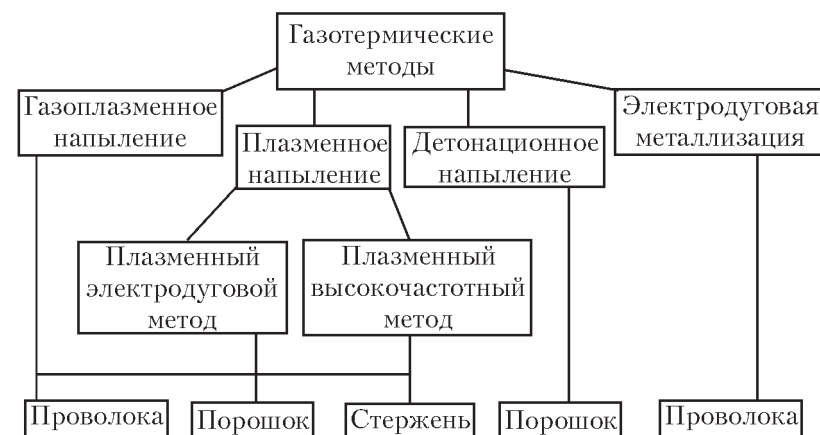 Газотермические
методы
Газоплазменное
напыление
Плазменное
напыление
Детонационное
напыление
Электродуговая
металлизация
Плазменный
электродуговой
метод
Плазменный
высокочастотный
метод
Проволока
Порошок
Стержень
Порошок
Проволока